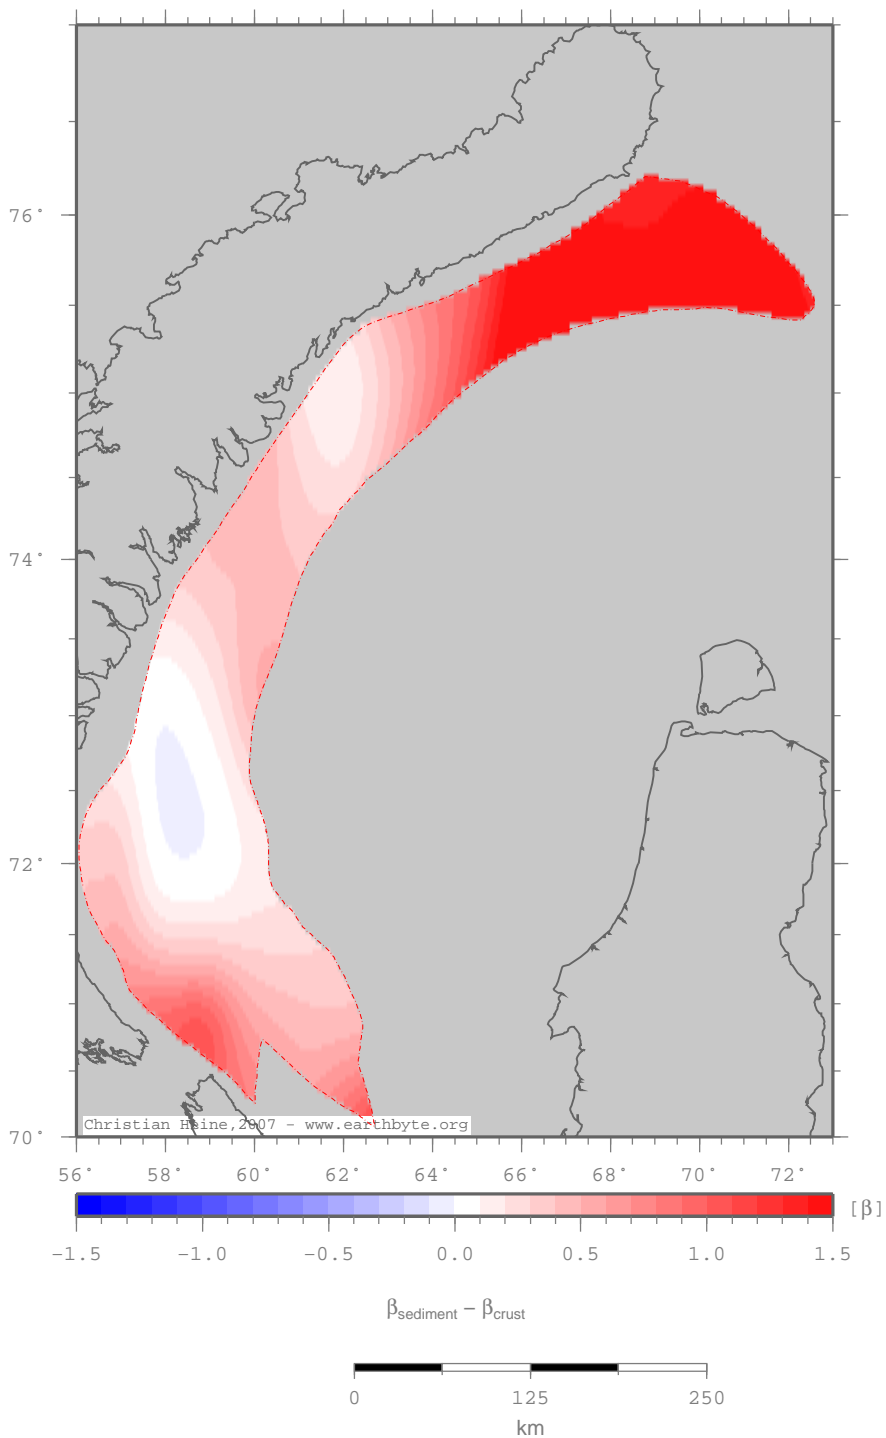 76°
74°
72°
70°
Christian Heine, 2007 - www.earthbyte.org
56° 58° 60° 62° 64° 66° 68° 70° 72°
[β]
-1.5 -1.0 -0.5 0.0 0.5 1.0 1.5
βsediment – βcrust
0 125 250
km